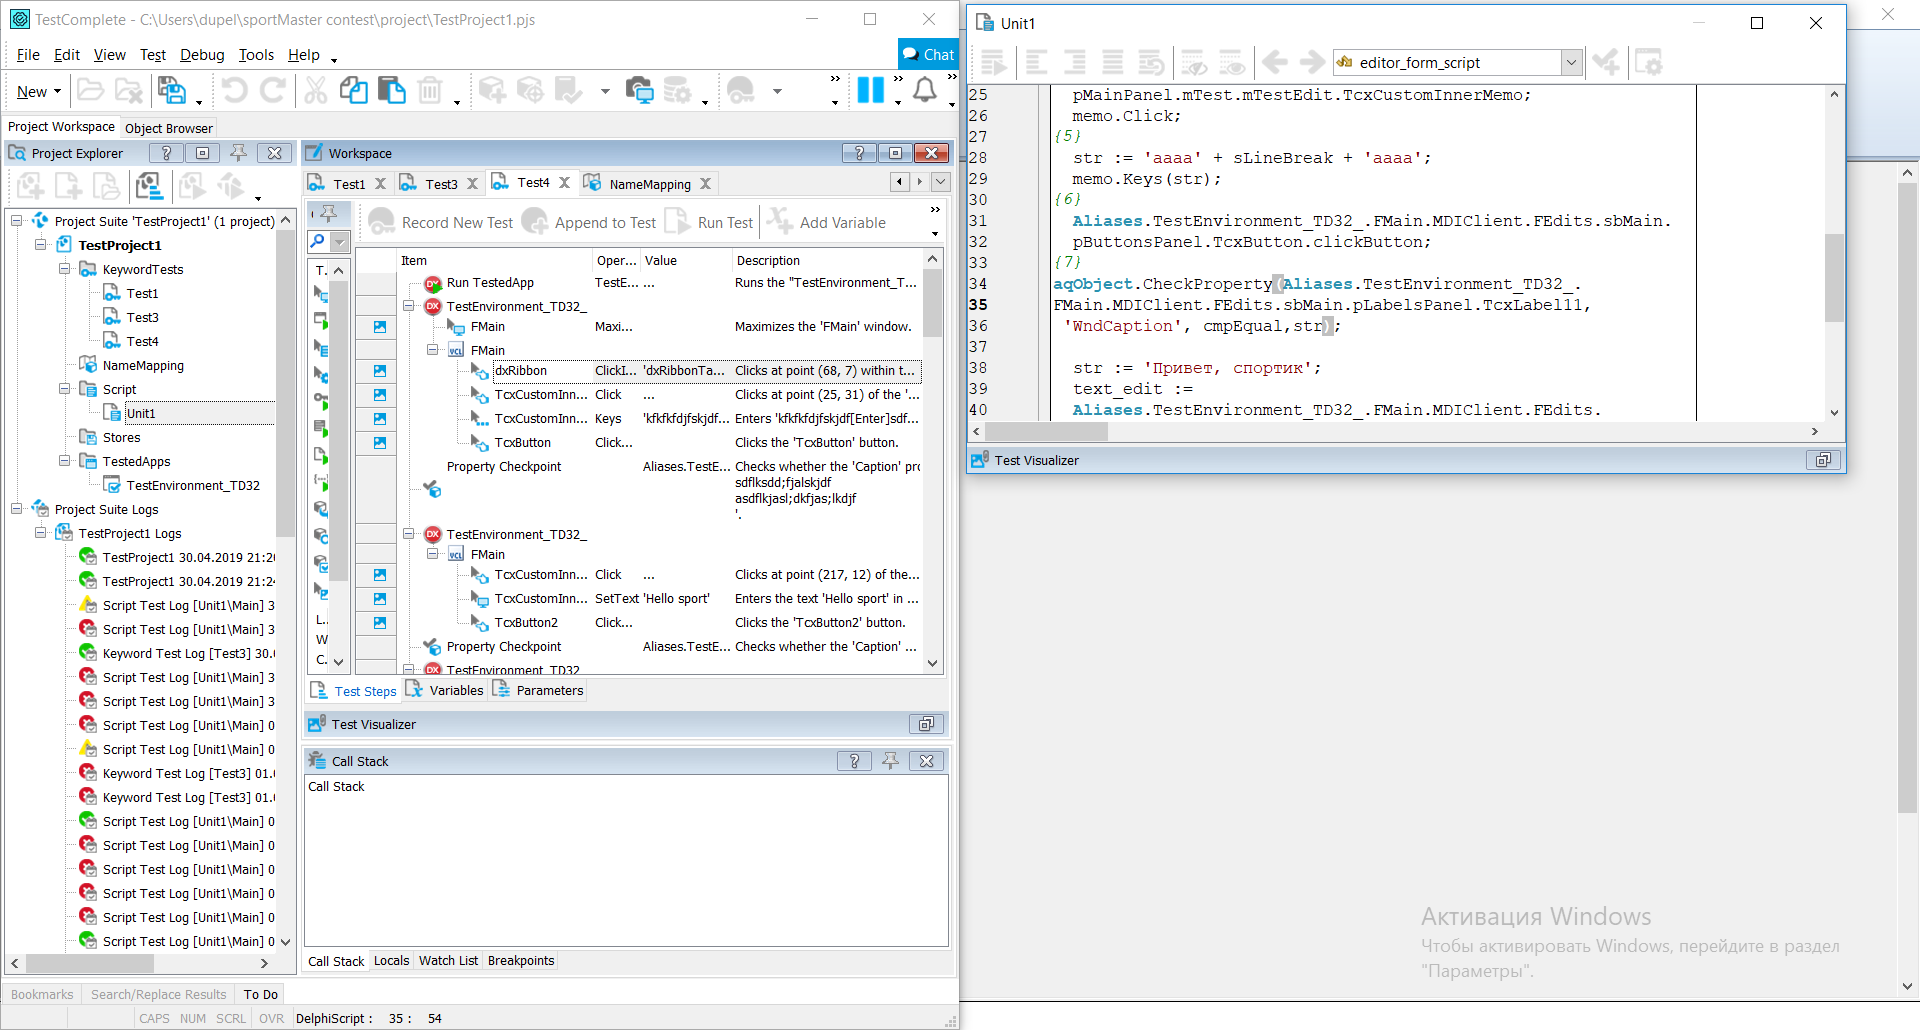 TestComplete - C:\Users\dupel\sportMaster contest\project\TestProject1.pjs
File Edit View Test Debug Tools Help
Chat
New
Project Workspace Object Browser
Project Explorer
Project Suite 'TestProject1' (1 project)
TestProject1
KeywordTests
Test1
Test3
Test4
NameMapping
Script
Unit1
Stores
TestedApps
TestEnvironment_TD32
Project Suite Logs
TestProject1 Logs
TestProject1 30.04.2019 21:20
TestProject1 30.04.2019 21:24
Script Test Log [Unit1\Main] 3
Script Test Log [Unit1\Main] 3
Keyword Test Log [Test3] 30.
Script Test Log [Unit1\Main] 3
Script Test Log [Unit1\Main] 3
Script Test Log [Unit1\Main] 0
Script Test Log [Unit1\Main] 0
Keyword Test Log [Test3] 01.
Keyword Test Log [Test3] 01.
Script Test Log [Unit1\Main] 0
Script Test Log [Unit1\Main] 0
Script Test Log [Unit1\Main] 0
Script Test Log [Unit1\Main] 0
Script Test Log [Unit1\Main] 0
Script Test Log [Unit1\Main] 0
Workspace
Test1 Test3 Test4 NameMapping
Record New Test Append to Test Run Test Add Variable
T.
L..
W
C.
Item Oper... Value Description
Run TestedApp TestE... ... Runs the "TestEnvironment_T...
TestEnvironment_TD32_
FMain Maxi... Maximizes the 'FMain' window.
FMain
dxRibbon ClickI... 'dxRibbonTa... Clicks at point (68, 7) within t...
TcxCustomInn... Click ... Clicks at point (25, 31) of the '...
TcxCustomInn... Keys 'kfkfkfdjfskjdf... Enters 'kfkfkfdjfskjdf[Enter]sdf...
TcxButton Click... Clicks the 'TcxButton' button.
Property Checkpoint Aliases.TestE... Checks whether the 'Caption' pro
sdflksdd;fjalskjdf
asdflkjasl;dkfjas;lkdjf
'.
TestEnvironment_TD32_
FMain
TcxCustomInn... Click ... Clicks at point (217, 12) of the...
TcxCustomInn... SetText 'Hello sport' Enters the text 'Hello sport' in ...
TcxButton2 Click... Clicks the 'TcxButton2' button.
Property Checkpoint Aliases.TestE... Checks whether the 'Caption' ...
TestEnvironment_TD32
Test Steps Variables Parameters
Test Visualizer
Call Stack
Call Stack
Call Stack Locals Watch List Breakpoints
Bookmarks Search/Replace Results To Do
CAPS NUM SCRL OVR DelphiScript : 35 : 54
Unit1
editor_form_script
25 pMainPanel.mTest.mTestEdit.TcxCustomInnerMemo;
26 memo.Click;
27 {5}
28 str := 'aaaa' + sLineBreak + 'aaaa';
29 memo.Keys(str);
30 {6}
31 Aliases.TestEnvironment_TD32_.FMain.MDIClient.FEdits.sbMain.
32 pButtonsPanel.TcxButton.clickButton;
33 {7}
34 aqObject.CheckProperty(Aliases.TestEnvironment_TD32_.
35 FMain.MDIClient.FEdits.sbMain.pLabelsPanel.TcxLabel11,
36 'WndCaption', cmpEqual,str);
37
38 str := 'Привет, спортик';
39 text_edit :=
40 Aliases.TestEnvironment_TD32_.FMain.MDIClient.FEdits.
Test Visualizer
Активация Windows
Чтобы активировать Windows, перейдите в раздел
"Параметры".